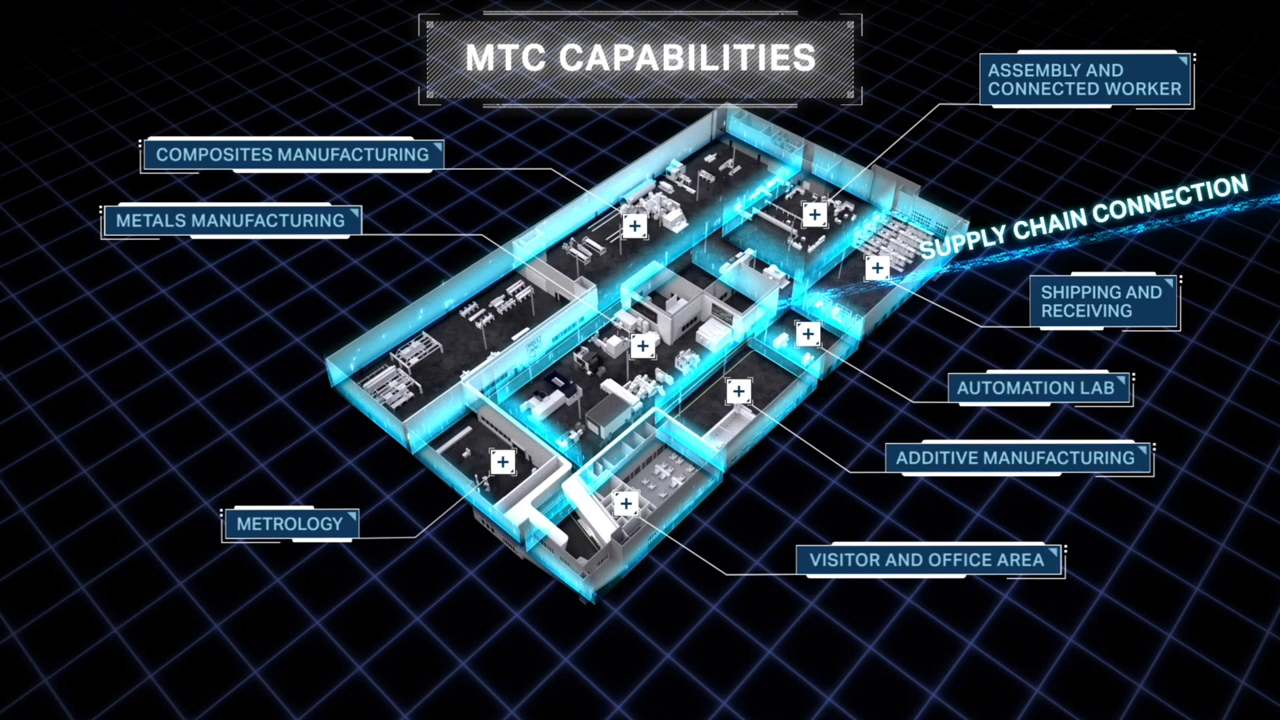 MTC CAPABILITIES
ASSEMBLY AND
CONNECTED WORKER
COMPOSITES MANUFACTURING
METALS MANUFACTURING
SUPPLY CHAIN CONNECTION
SHIPPING AND
RECEIVING
AUTOMATION LAB
ADDITIVE MANUFACTURING
METROLOGY
VISITOR AND OFFICE AREA